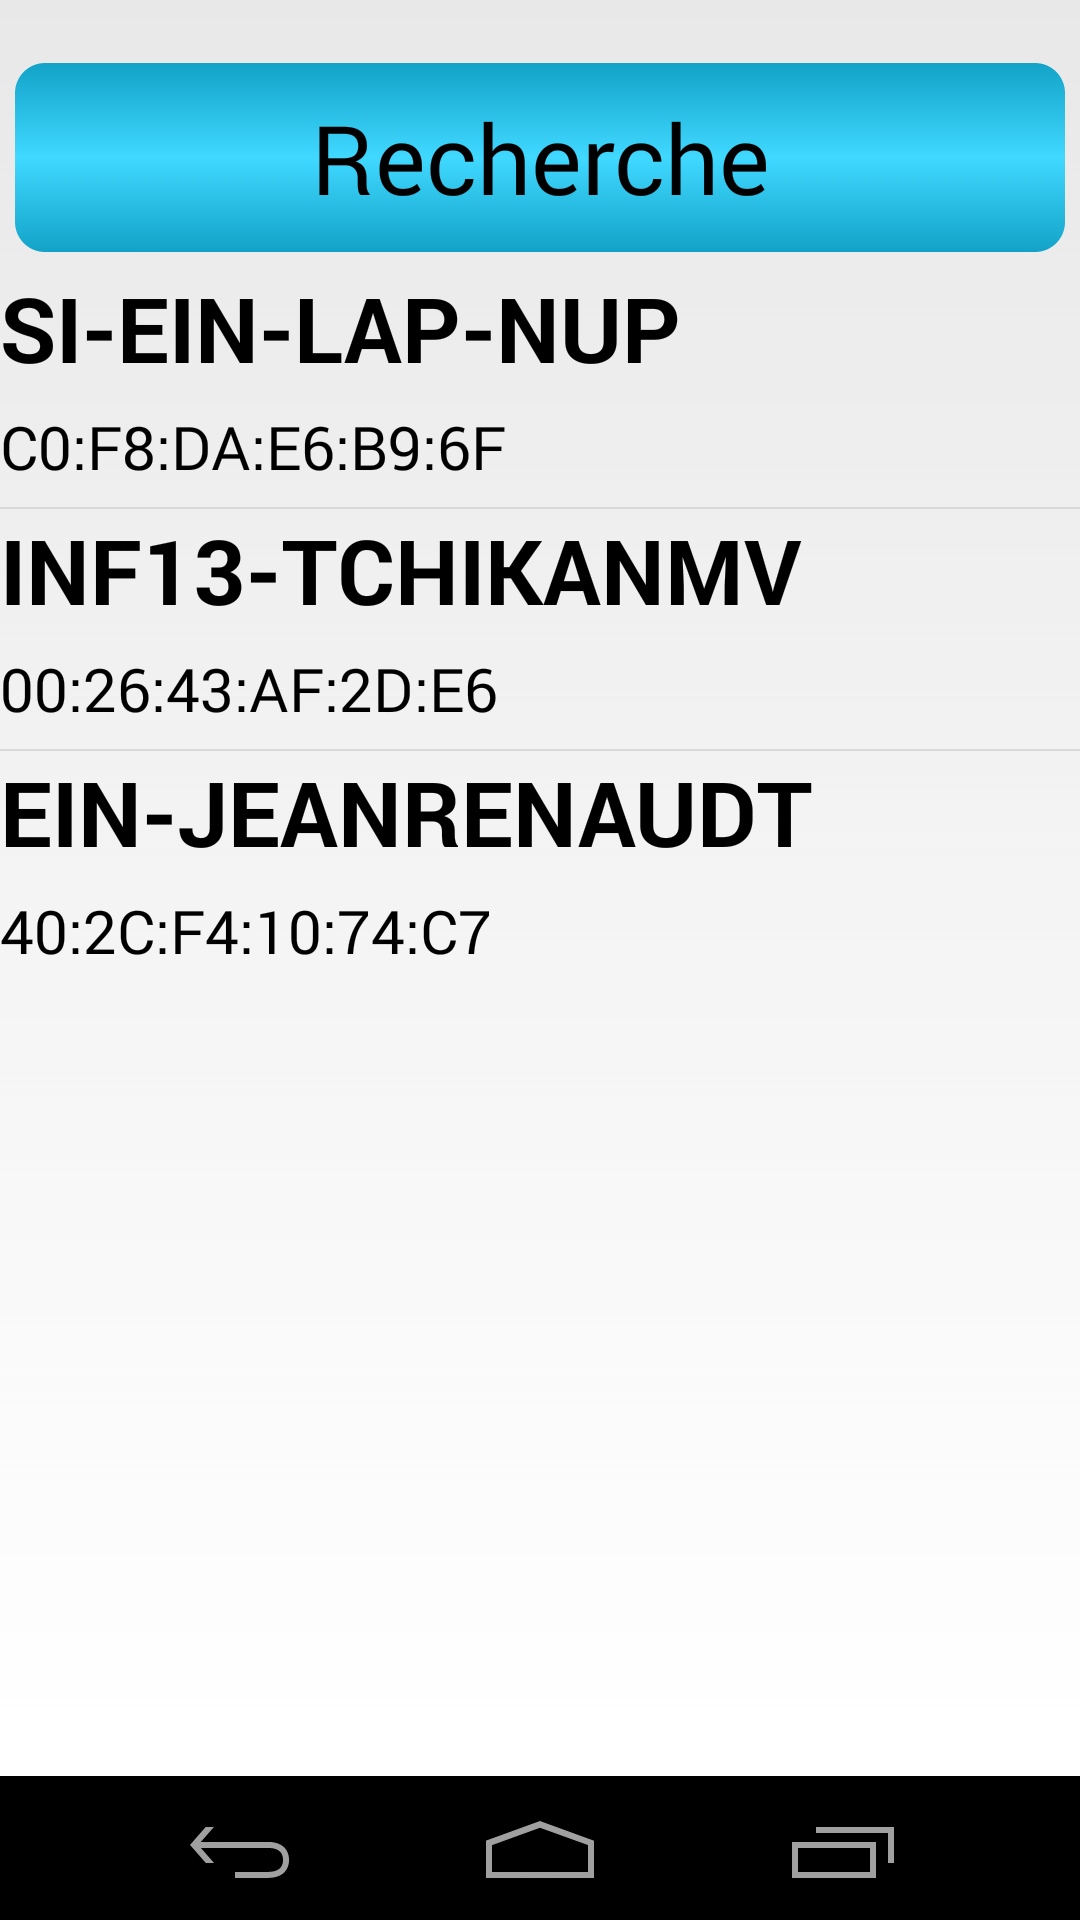 Recherche
SI-EIN-LAP-NUP
C0:F8:DA:E6:B9:6F
INF13-TCHIKANMV
00:26:43:AF:2D:E6
EIN-JEANRENAUDT
40:2C:F4:10:74:C7